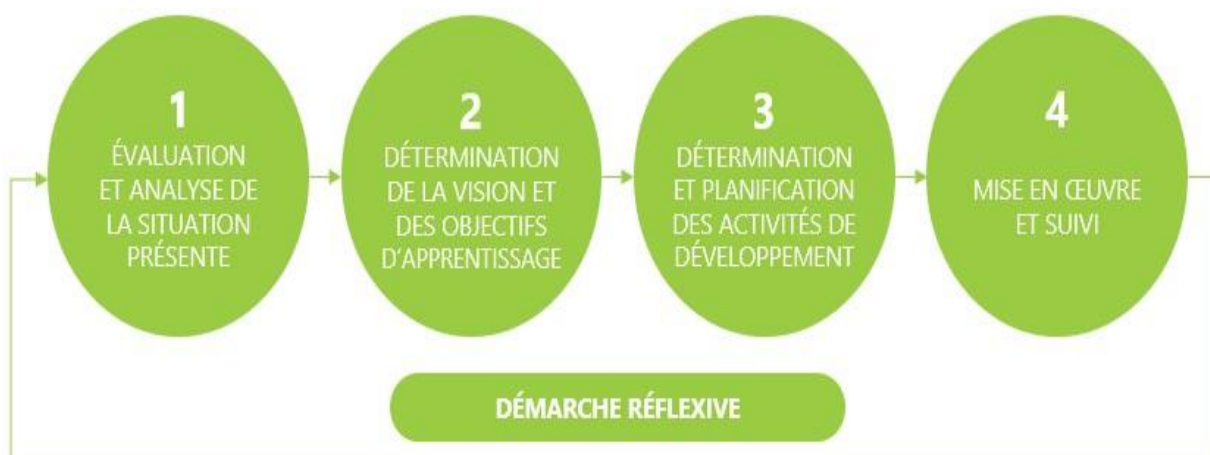 1
ÉVALUATION
ET ANALYSE DE
LA SITUATION
PRÉSENTE
2
DÉTERMINATION
DE LA VISION ET
DES OBJECTIFS
D'APPRENTISSAGE
3
DÉTERMINATION
ET PLANIFICATION
DES ACTIVITÉS DE
DÉVELOPPEMENT
4
MISE EN ŒUVRE
ET SUIVI
DÉMARCHE RÉFLEXIVE